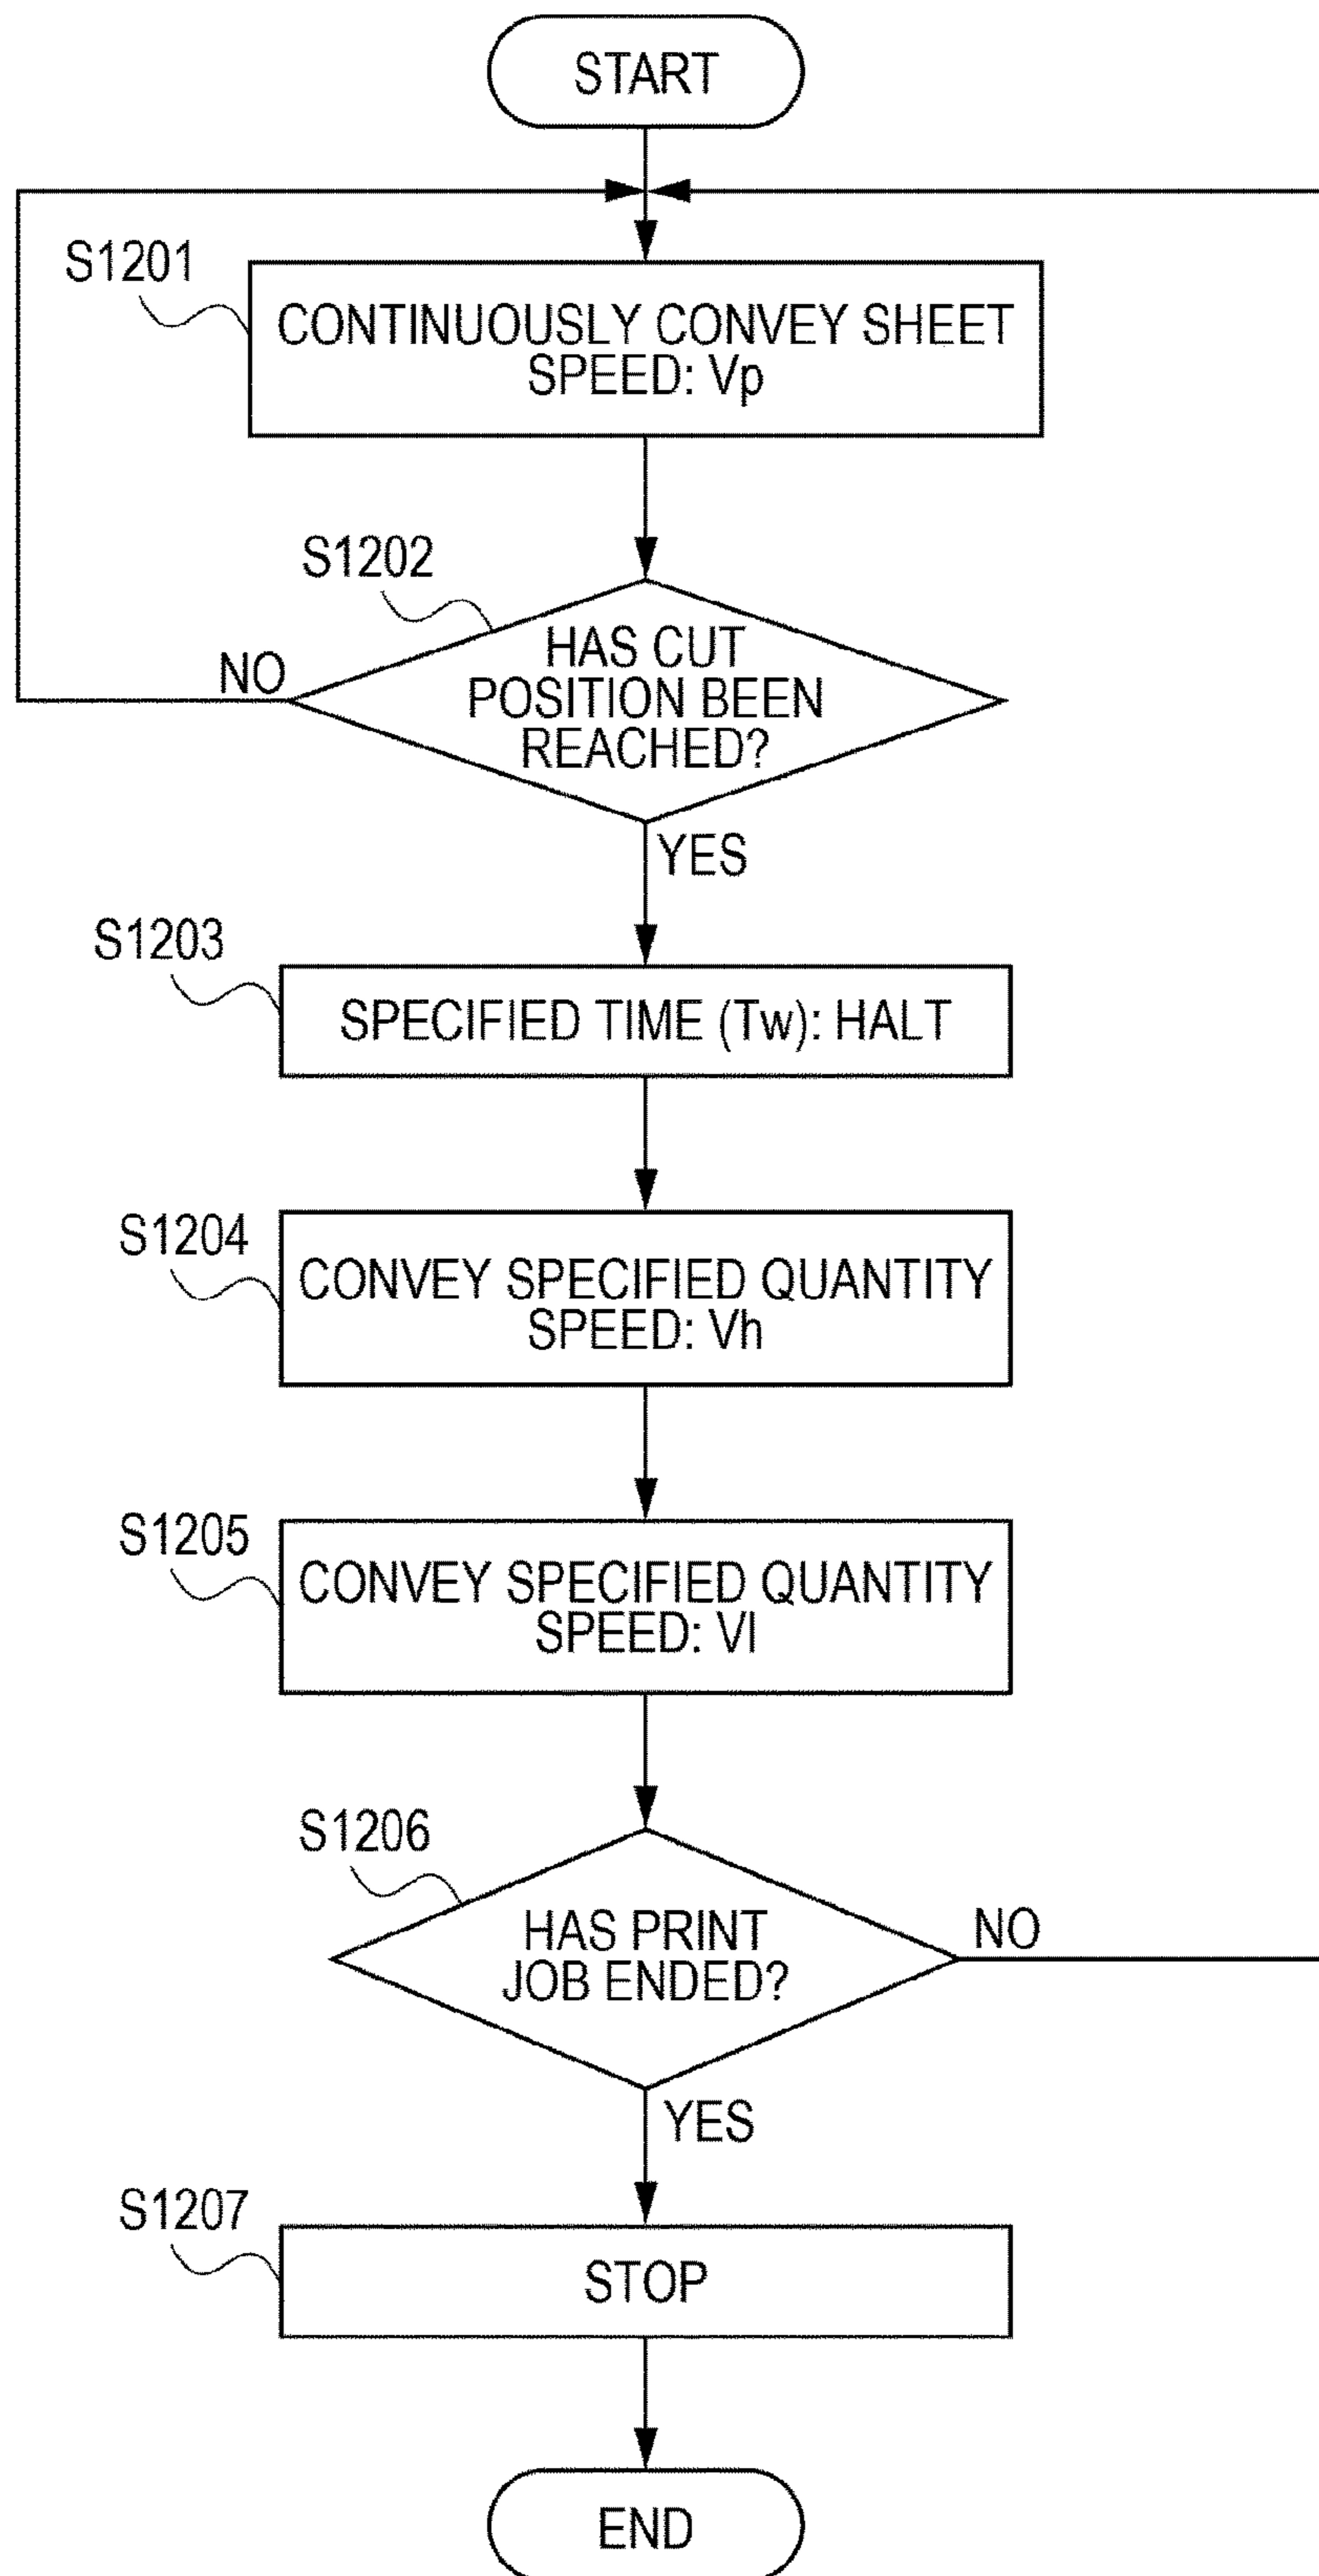 START
S1201
CONTINUOUSLY CONVEY SHEET
SPEED: Vp
S1202
HAS CUT
POSITION BEEN
REACHED?
NO
YES
S1203
SPECIFIED TIME (Tw): HALT
S1204
CONVEY SPECIFIED QUANTITY
SPEED: Vh
S1205
CONVEY SPECIFIED QUANTITY
SPEED: Vl
S1206
HAS PRINT
JOB ENDED?
NO
YES
S1207
STOP
END